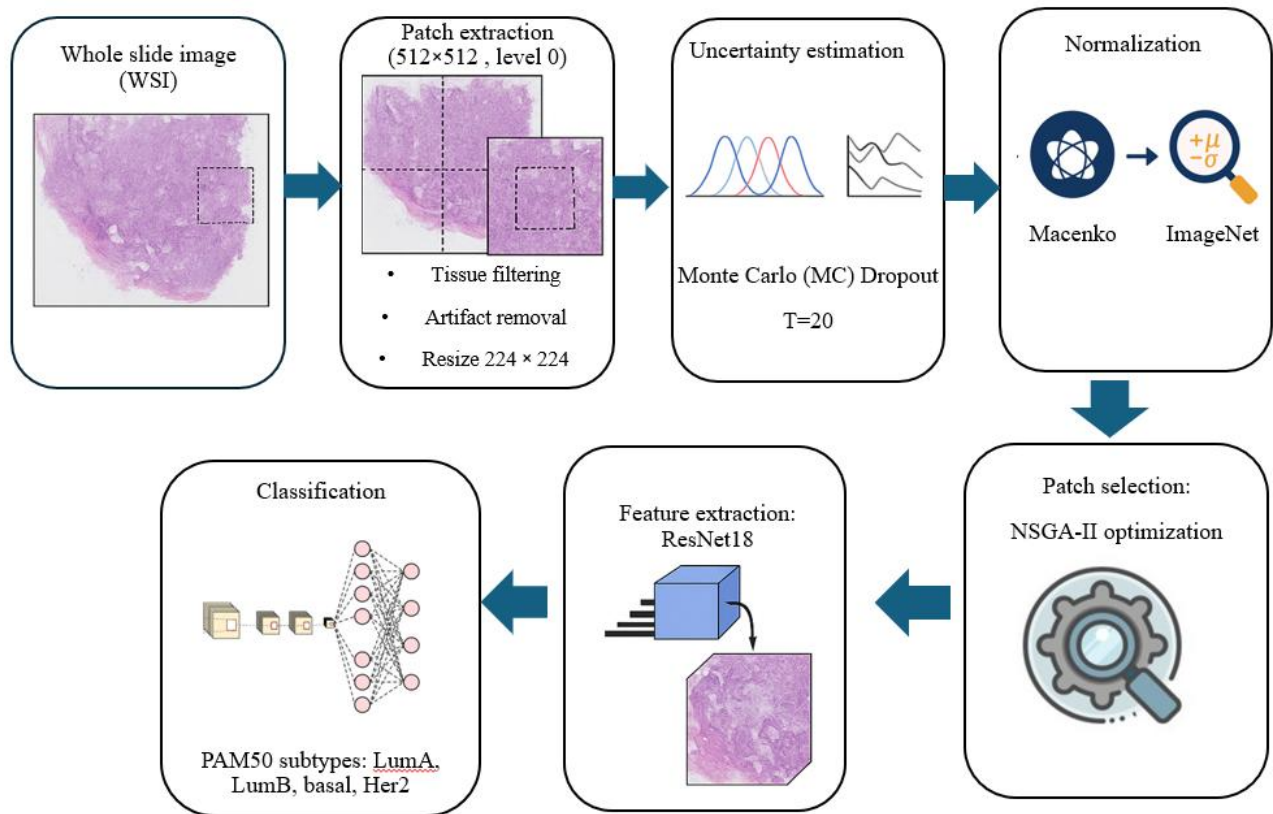 Whole slide image
(WSI)
Patch extraction
(512×512 , level 0)
• Tissue filtering
• Artifact removal
• Resize 224 × 224
Uncertainty estimation
Monte Carlo (MC) Dropout
T=20
Normalization
+μ
-σ
Macenko
ImageNet
Patch selection:
NSGA-II optimization
Feature extraction:
ResNet18
Classification
PAM50 subtypes: LumA,
LumB, basal, Her2